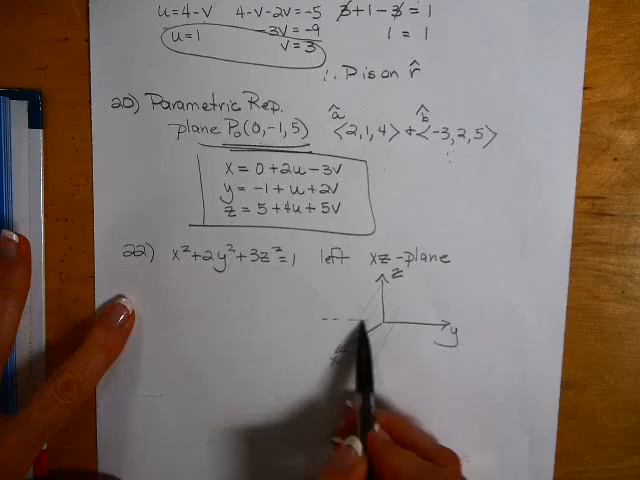 u=4-v 4-v-2v=-5 3+1-3=1
u=1 -3v=-9 1=1
v=3
∴ D is on r̂
20) Parametric Rep.
plane P₀(0,-1,5) â <2,1,4> + b̂ <-3,2,5>
x = 0+2u-3v
y = -1+u+2v
z = 5+4u+5v
22) x²+2y²+3z²=1 left xz-plane
z
y